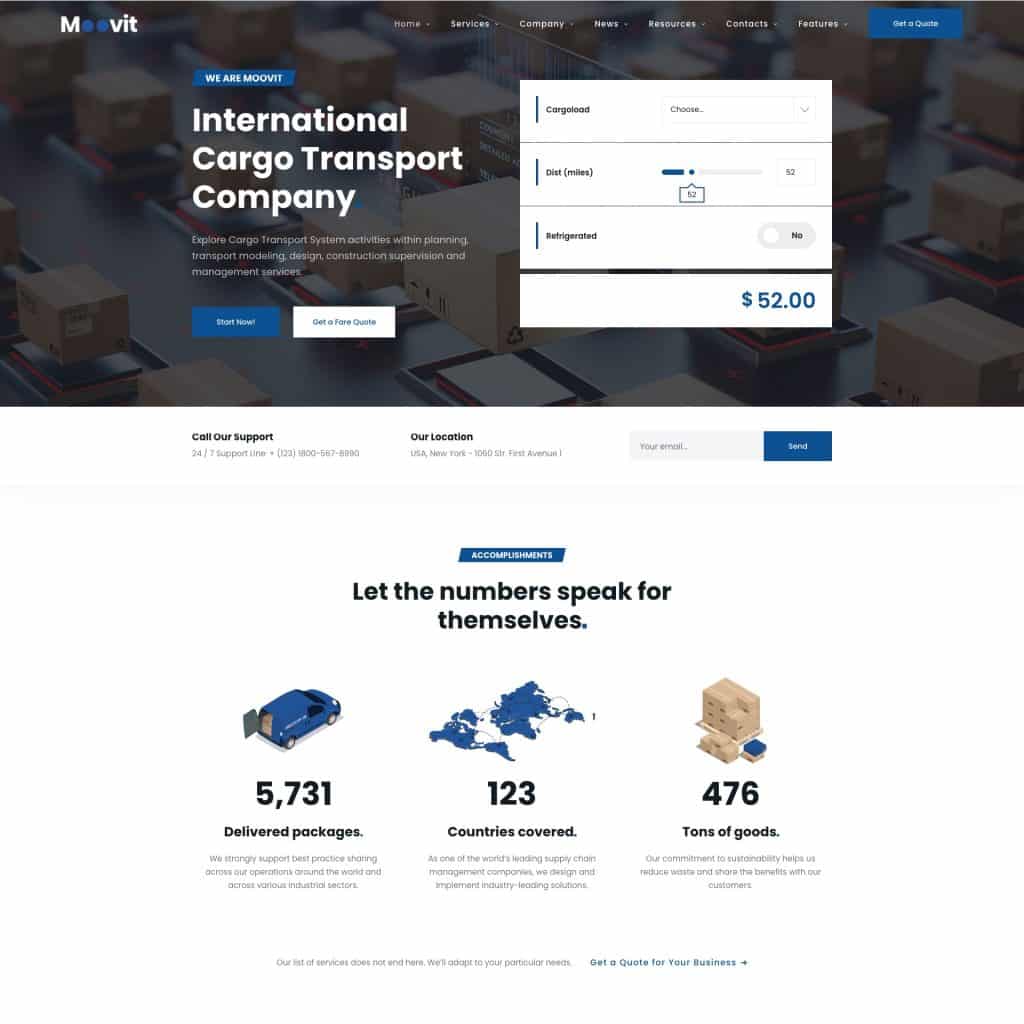 Moovit
Home
Services
Company
News
Resources
Contacts
Features
Get a Quote
WE ARE MOOVIT
International
Cargo Transport
Company.
Explore Cargo Transport System activities within planning,
transport modeling, design, construction supervision and
management services.
Start Now!
Get a Fare Quote
Cargoload
Choose...
Dist (miles)
52
52
Refrigerated
No
$ 52.00
Call Our Support
24 / 7 Support Line: + (123) 1800-567-8990
Our Location
USA, New York - 1060 Str. First Avenue 1
Your email...
Send
ACCOMPLISHMENTS
Let the numbers speak for
themselves.
5,731
Delivered packages.
We strongly support best practice sharing
across our operations around the world and
across various industrial sectors.
123
Countries covered.
As one of the world's leading supply chain
management companies, we design and
implement industry-leading solutions.
476
Tons of goods.
Our commitment to sustainability helps us
reduce waste and share the benefits with our
customers.
Our list of services does not end here. We'll adapt to your particular needs.
Get a Quote for Your Business ➜